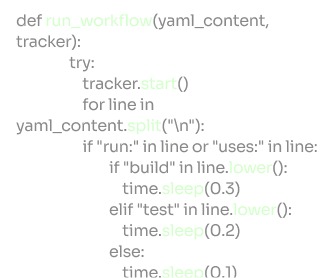 def run_workflow(yaml_content,
tracker):
try:
tracker.start()
for line in
yaml_content.split("\n"):
if "run:" in line or "uses:" in line:
if "build" in line.lower():
time.sleep(0.3)
elif "test" in line.lower():
time.sleep(0.2)
else:
time.sleep(0.1)